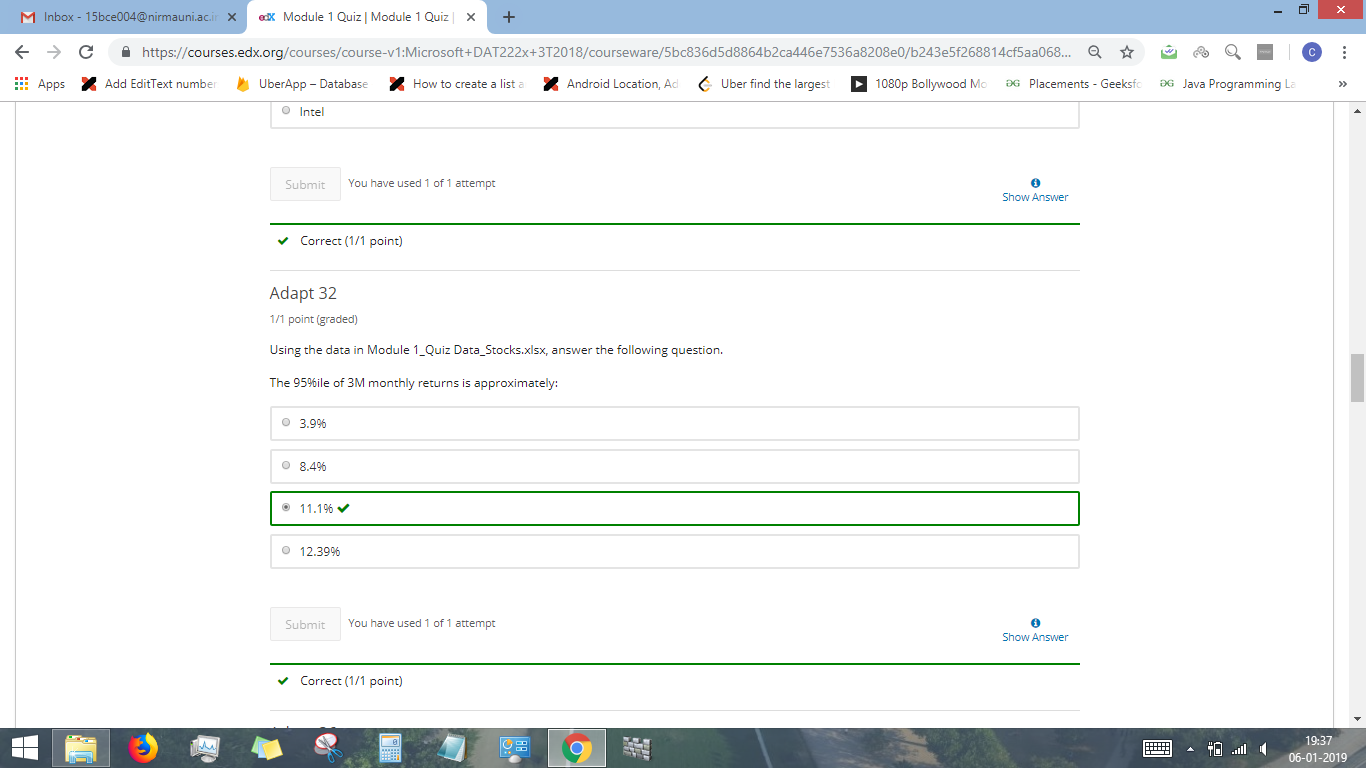 Inbox - 15bce004@nirmauni.ac.i
Module 1 Quiz | Module 1 Quiz |
https://courses.edx.org/courses/course-v1:Microsoft+DAT222x+3T2018/courseware/5bc836d5d8864b2ca446e7536a8208e0/b243e5f268814cf5aa068...
C
Apps
Add EditText number
UberApp – Database
How to create a list a
Android Location, Ad
Uber find the largest
1080p Bollywood Mo
Placements - Geeksfo
Java Programming La
»
Intel
Submit
You have used 1 of 1 attempt
Show Answer
Correct (1/1 point)
Adapt 32
1/1 point (graded)
Using the data in Module 1_Quiz Data_Stocks.xlsx, answer the following question.
The 95%ile of 3M monthly returns is approximately:
3.9%
8.4%
11.1%
12.39%
Submit
You have used 1 of 1 attempt
Show Answer
Correct (1/1 point)
19:37
06-01-2019